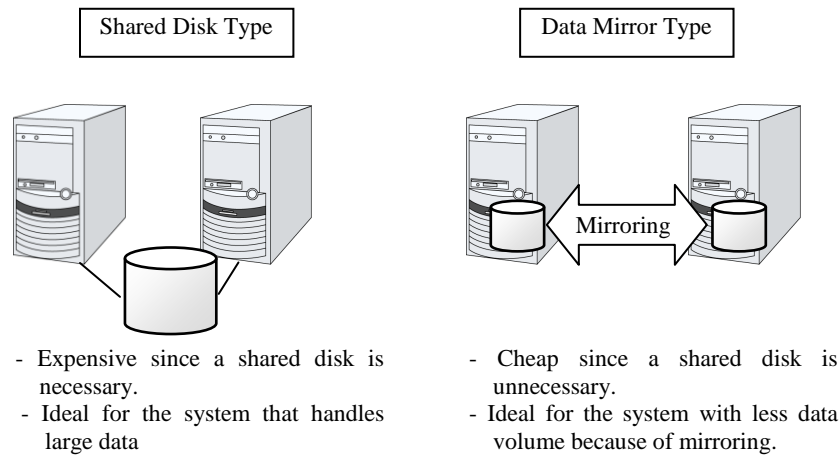 Shared Disk Type
Data Mirror Type
Mirroring
- Expensive since a shared disk is
necessary.
- Ideal for the system that handles
large data
- Cheap since a shared disk is
unnecessary.
- Ideal for the system with less data
volume because of mirroring.